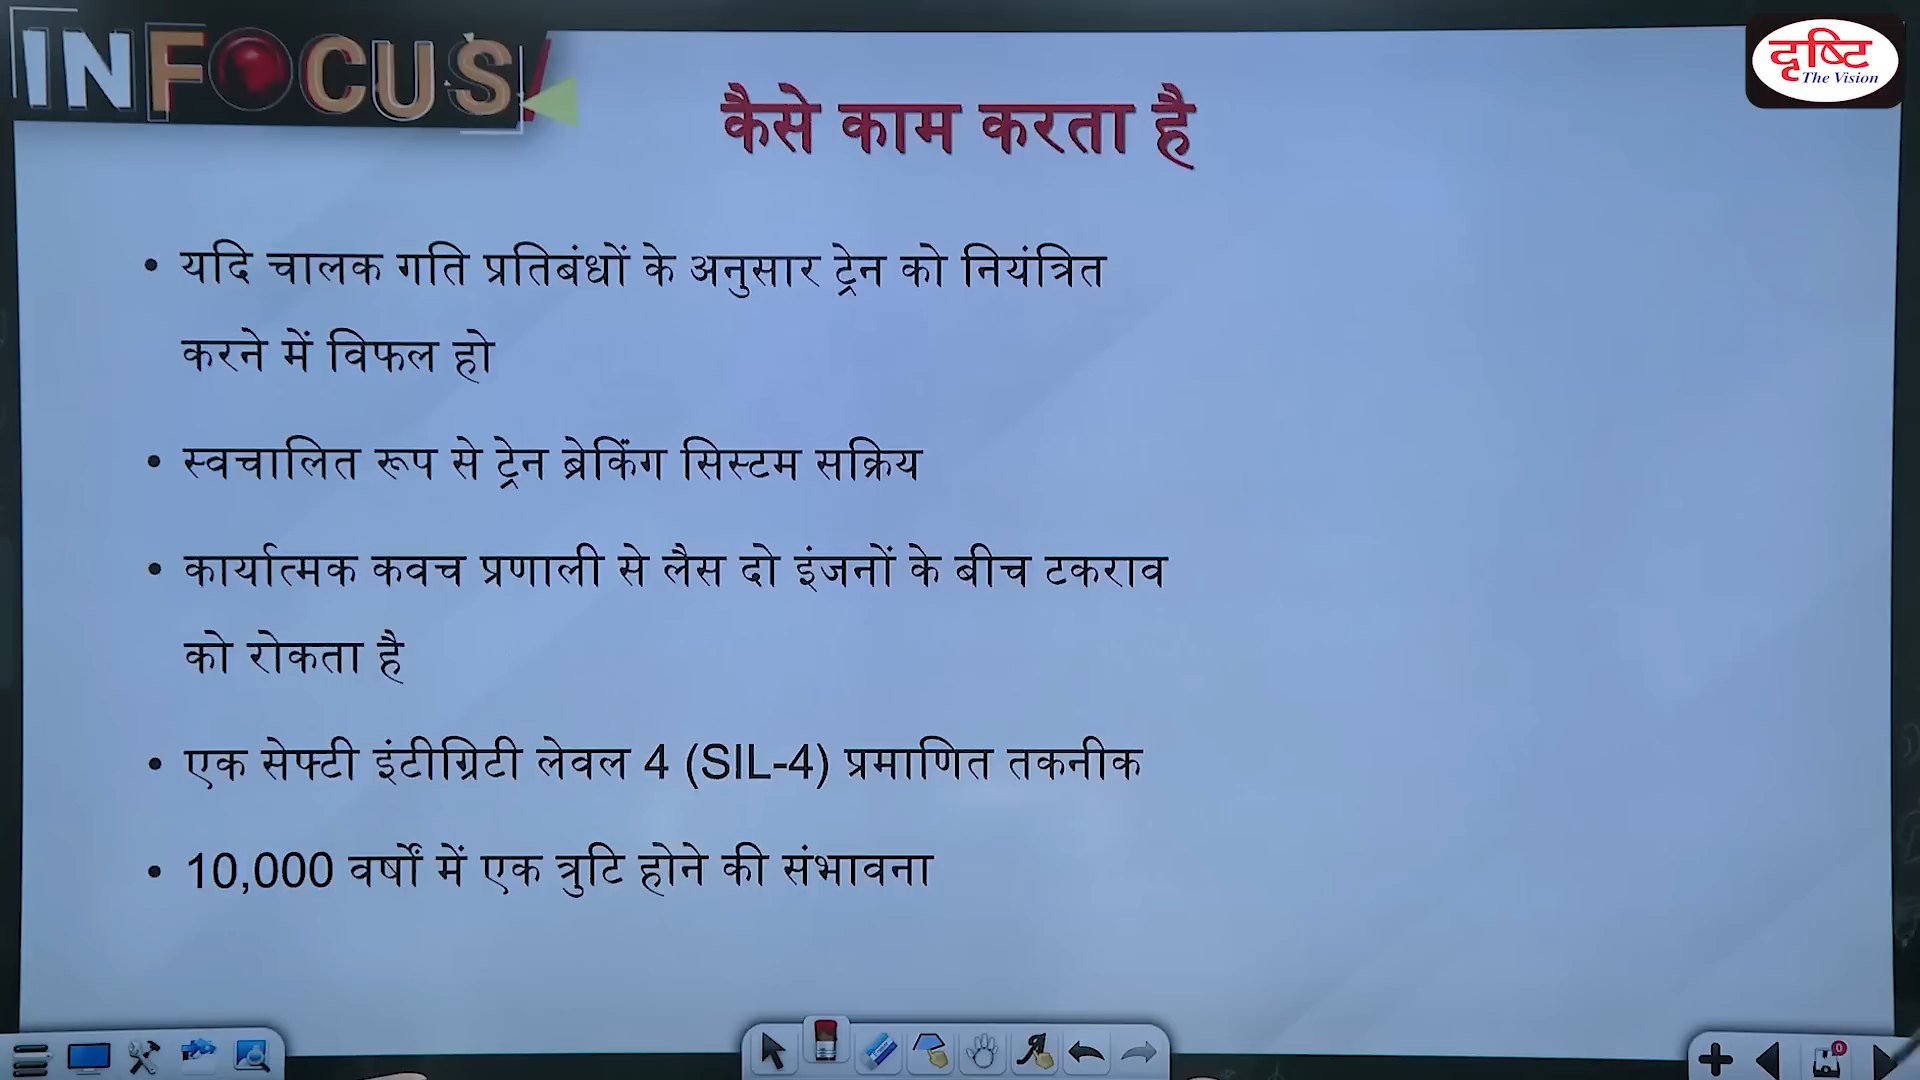 INFOCUS
दृष्टि
The Vision
कैसे काम करता है
• यदि चालक गति प्रतिबंधों के अनुसार ट्रेन को नियंत्रित
करने में विफल हो
• स्वचालित रूप से ट्रेन ब्रेकिंग सिस्टम सक्रिय
• कार्यात्मक कवच प्रणाली से लैस दो इंजनों के बीच टकराव
को रोकता है
• एक सेफ्टी इंटीग्रिटी लेवल 4 (SIL-4) प्रमाणित तकनीक
• 10,000 वर्षों में एक त्रुटि होने की संभावना
0